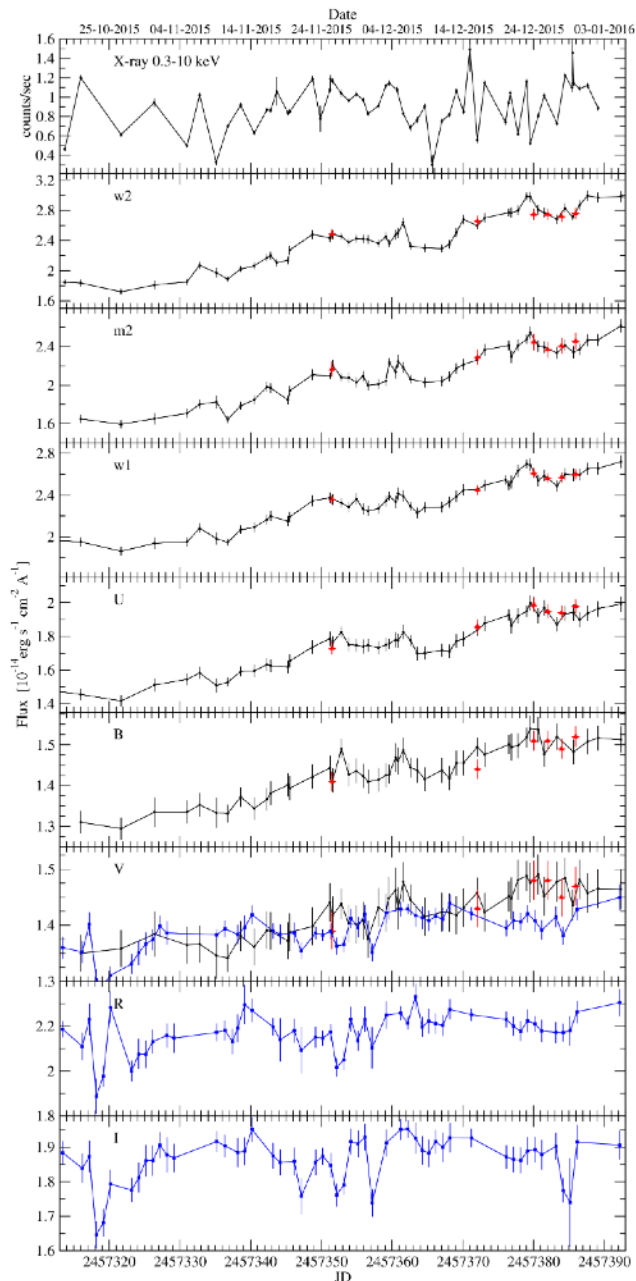 Date
25-10-2015 04-11-2015 14-11-2015 24-11-2015 04-12-2015 14-12-2015 24-12-2015 03-01-2016
X-ray 0.3-10 keV
counts/sec
1.6
1.4
1.2
1.0
0.8
0.6
0.4
w2
3.2
2.8
2.4
2
1.6
m2
2.4
2
1.6
w1
2.8
2.4
2
U
2
1.8
1.6
1.4
Flux [10⁻¹⁴ erg s⁻¹ cm⁻² A⁻¹]
B
1.5
1.4
1.3
V
1.5
1.4
1.3
R
2.2
2
1.8
I
1.9
1.8
1.7
1.6
2457320 2457330 2457340 2457350 2457360 2457370 2457380 2457390
JD